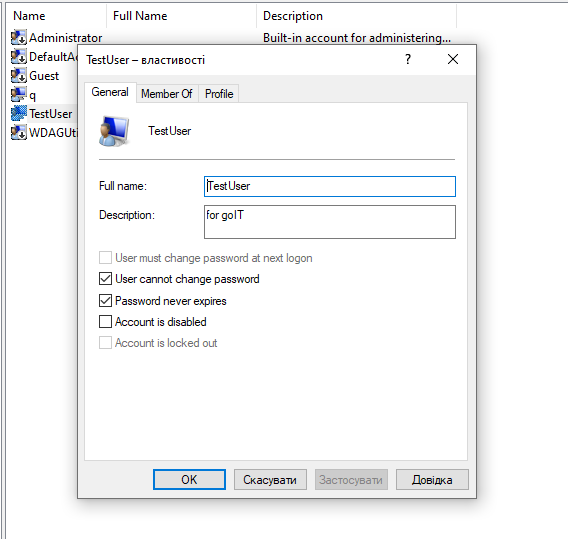 Name Full Name Description
Administrator Built-in account for administering...
DefaultAc
Guest
q
TestUser
WDAGUti
TestUser – властивості
? ×
General Member Of Profile
TestUser
Full name: TestUser
Description: for goIT
User must change password at next logon
User cannot change password
Password never expires
Account is disabled
Account is locked out
OK Скасувати Застосувати Довідка